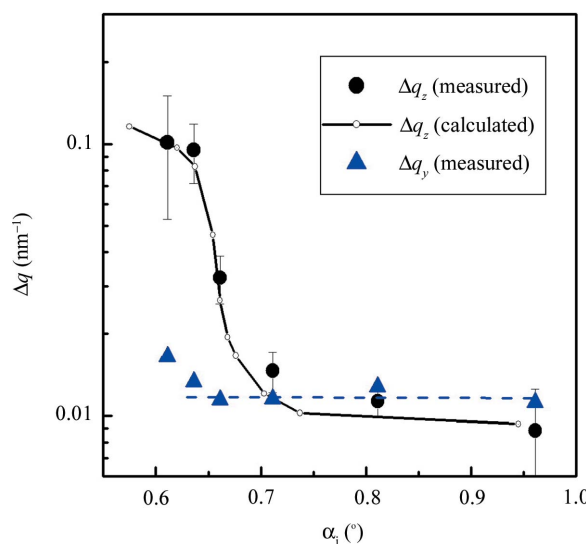 Δq_z (measured)
Δq_z (calculated)
Δq_y (measured)
0.1
0.01
Δq (nm⁻¹)
0.6 0.7 0.8 0.9 1.0
α_i (°)